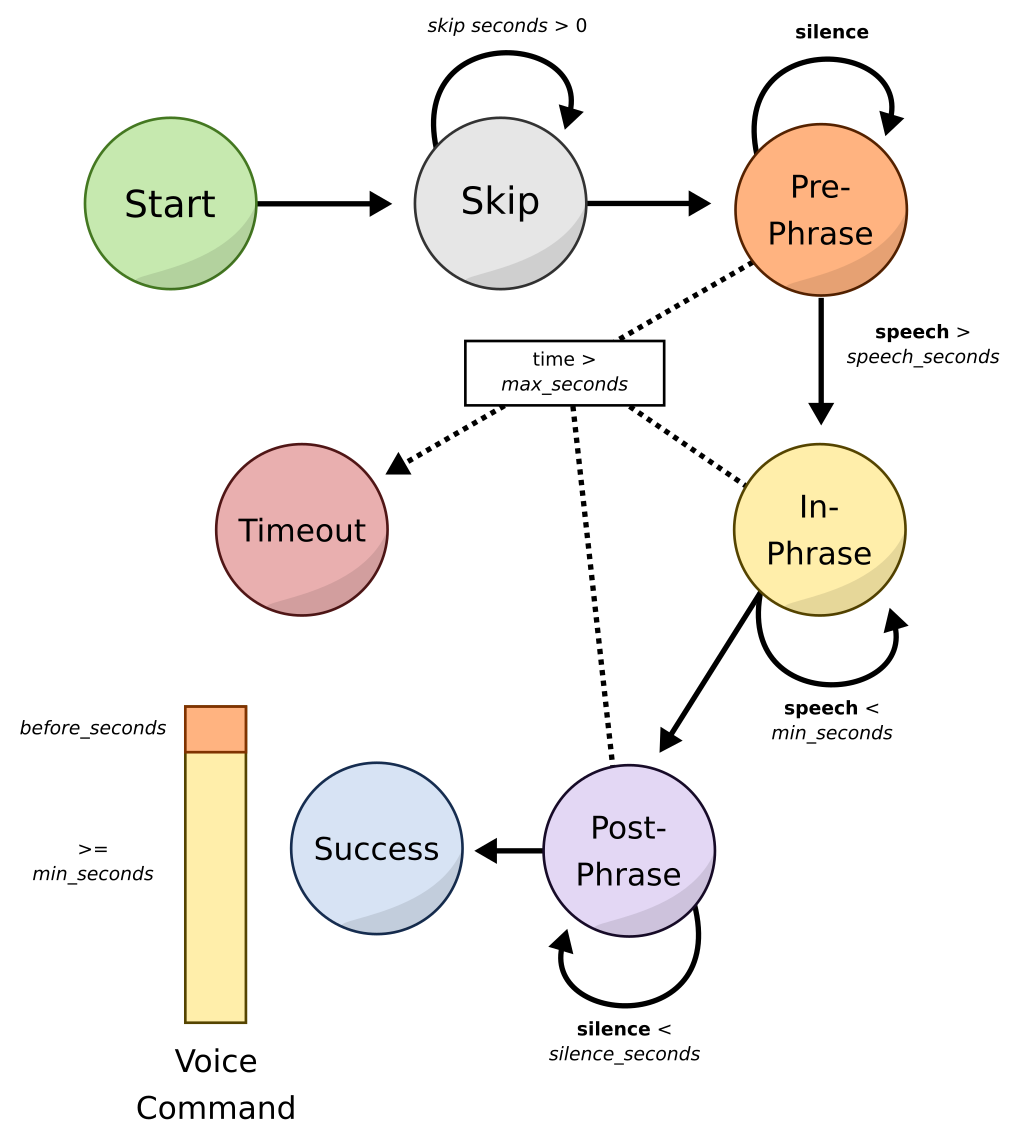 skip seconds > 0
silence
Start
Skip
Pre-
Phrase
speech >
speech_seconds
time >
max_seconds
Timeout
In-
Phrase
speech <
min_seconds
before_seconds
>=
min_seconds
Success
Post-
Phrase
silence <
silence_seconds
Voice
Command